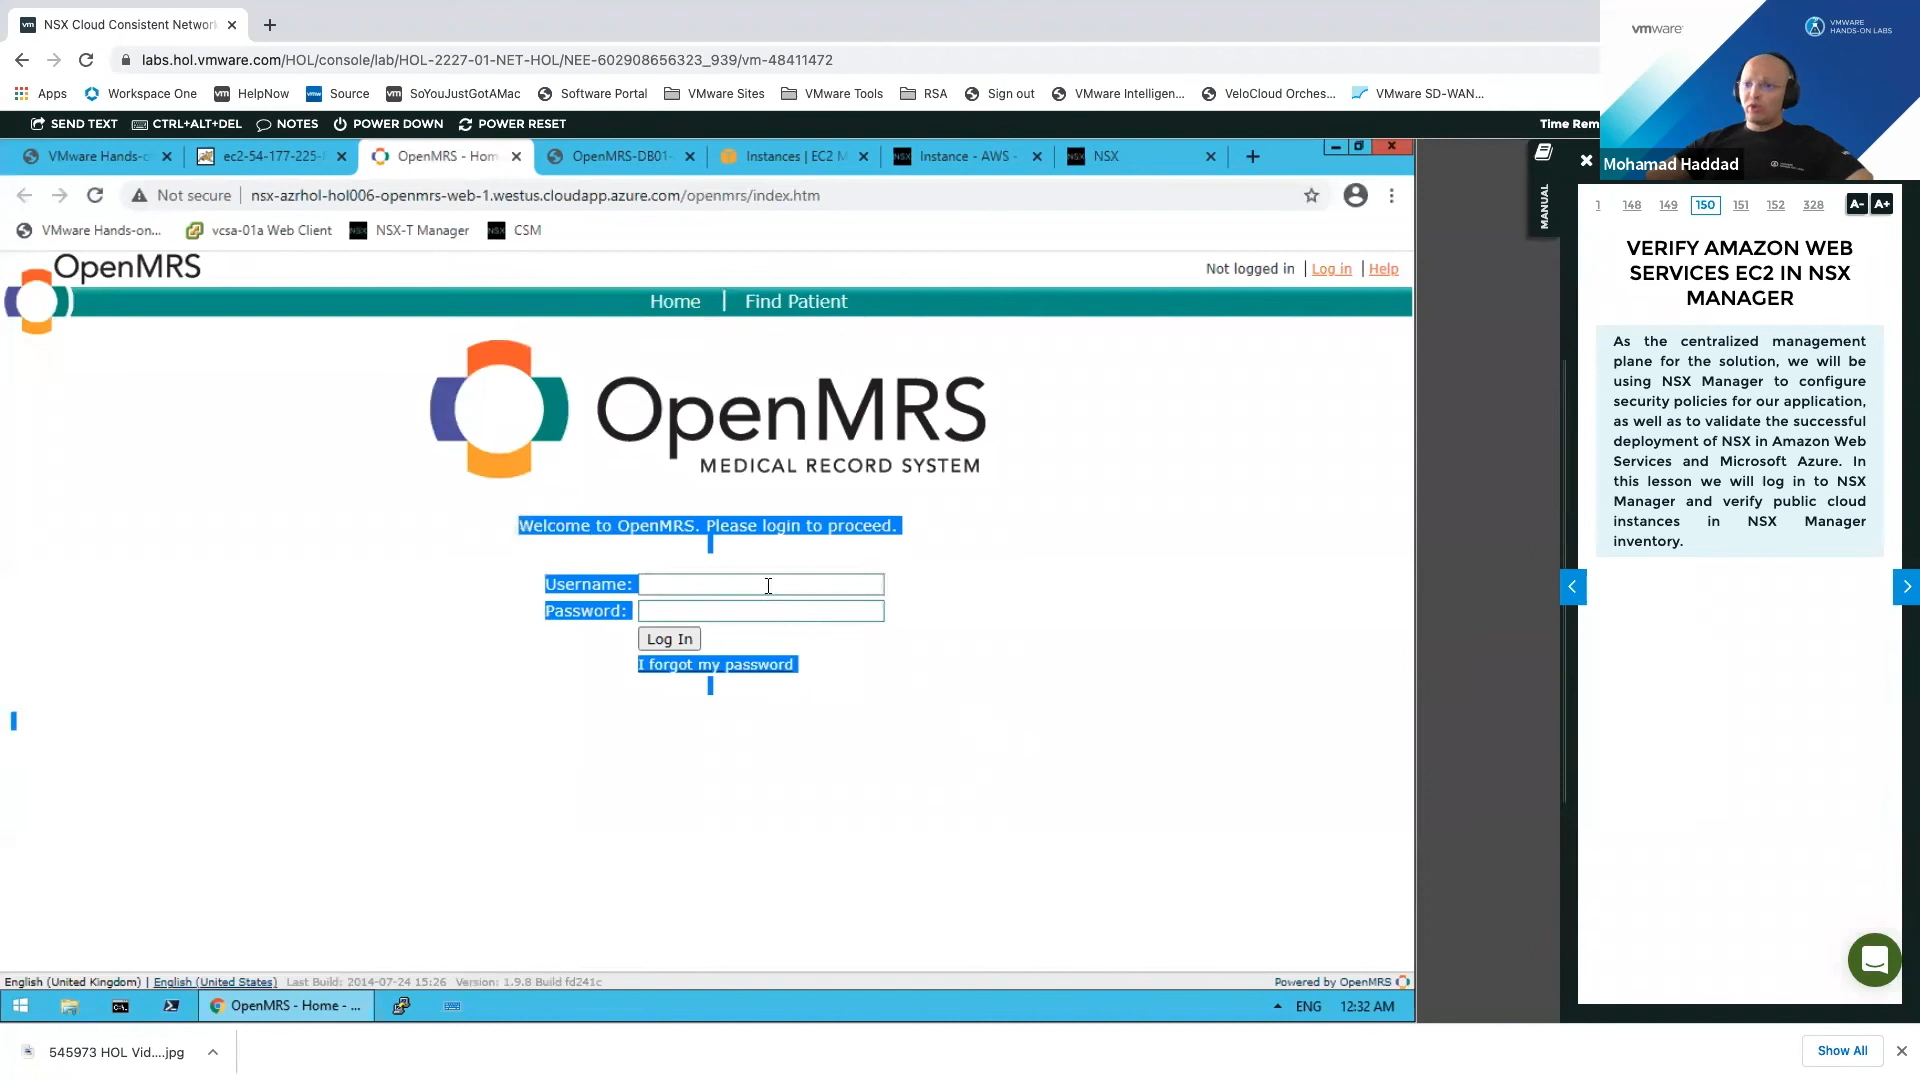 NSX Cloud Consistent Network
labs.hol.vmware.com/HOL/console/lab/HOL-2227-01-NET-HOL/NEE-602908656323_939/vm-48411472
Apps Workspace One HelpNow Source SoYouJustGotAMac Software Portal VMware Sites VMware Tools RSA Sign out VMware Intelligen... VeloCloud Orches... VMware SD-WAN...
SEND TEXT CTRL+ALT+DEL NOTES POWER DOWN POWER RESET Time Rem
vmware
VMWARE
HANDS-ON LABS
Mohamad Haddad
VMware Hands- ec2-54-177-225- OpenMRS - Hom OpenMRS-DB01- Instances | EC2 M Instance - AWS - NSX
Not secure nsx-azrhol-hol006-openmrs-web-1.westus.cloudapp.azure.com/openmrs/index.htm
VMware Hands-on... vcsa-01a Web Client NSX-T Manager CSM
OpenMRS
Not logged in | Log in | Help
Home | Find Patient
OpenMRS
MEDICAL RECORD SYSTEM
Welcome to OpenMRS. Please login to proceed.
Username:
Password:
Log In
I forgot my password
English (United Kingdom) | English (United States) Last Build: 2014-07-24 15:26 Version: 1.9.8 Build fd241c
Powered by OpenMRS
OpenMRS - Home - ...
ENG 12:32 AM
MANUAL
1 148 149 150 151 152 328 A- A+
VERIFY AMAZON WEB
SERVICES EC2 IN NSX
MANAGER
As the centralized management
plane for the solution, we will be
using NSX Manager to configure
security policies for our application,
as well as to validate the successful
deployment of NSX in Amazon Web
Services and Microsoft Azure. In
this lesson we will log in to NSX
Manager and verify public cloud
instances in NSX Manager
inventory.
545973 HOL Vid....jpg
Show All